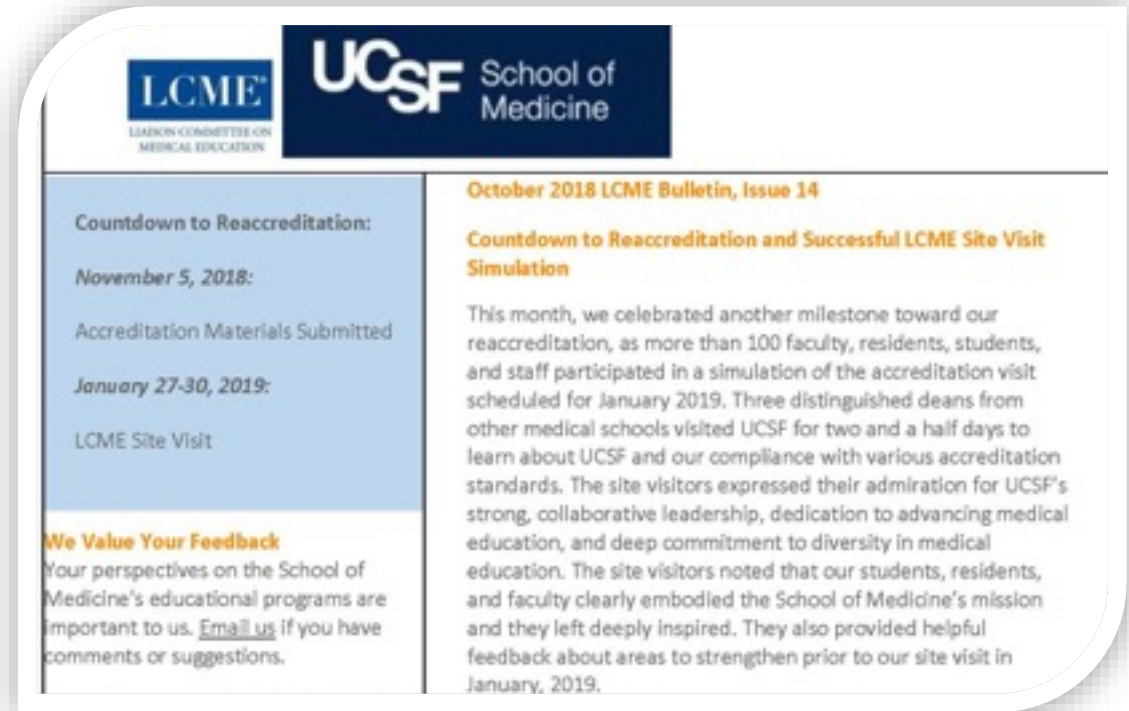 LCME®
LIAISON COMMITTEE ON
MEDICAL EDUCATION
UCSF School of
Medicine
Countdown to Reaccreditation:
November 5, 2018:
Accreditation Materials Submitted
January 27-30, 2019:
LCME Site Visit
We Value Your Feedback
Your perspectives on the School of
Medicine's educational programs are
important to us. Email us if you have
comments or suggestions.
October 2018 LCME Bulletin, Issue 14
Countdown to Reaccreditation and Successful LCME Site Visit
Simulation
This month, we celebrated another milestone toward our
reaccreditation, as more than 100 faculty, residents, students,
and staff participated in a simulation of the accreditation visit
scheduled for January 2019. Three distinguished deans from
other medical schools visited UCSF for two and a half days to
learn about UCSF and our compliance with various accreditation
standards. The site visitors expressed their admiration for UCSF's
strong, collaborative leadership, dedication to advancing medical
education, and deep commitment to diversity in medical
education. The site visitors noted that our students, residents,
and faculty clearly embodied the School of Medicine's mission
and they left deeply inspired. They also provided helpful
feedback about areas to strengthen prior to our site visit in
January, 2019.